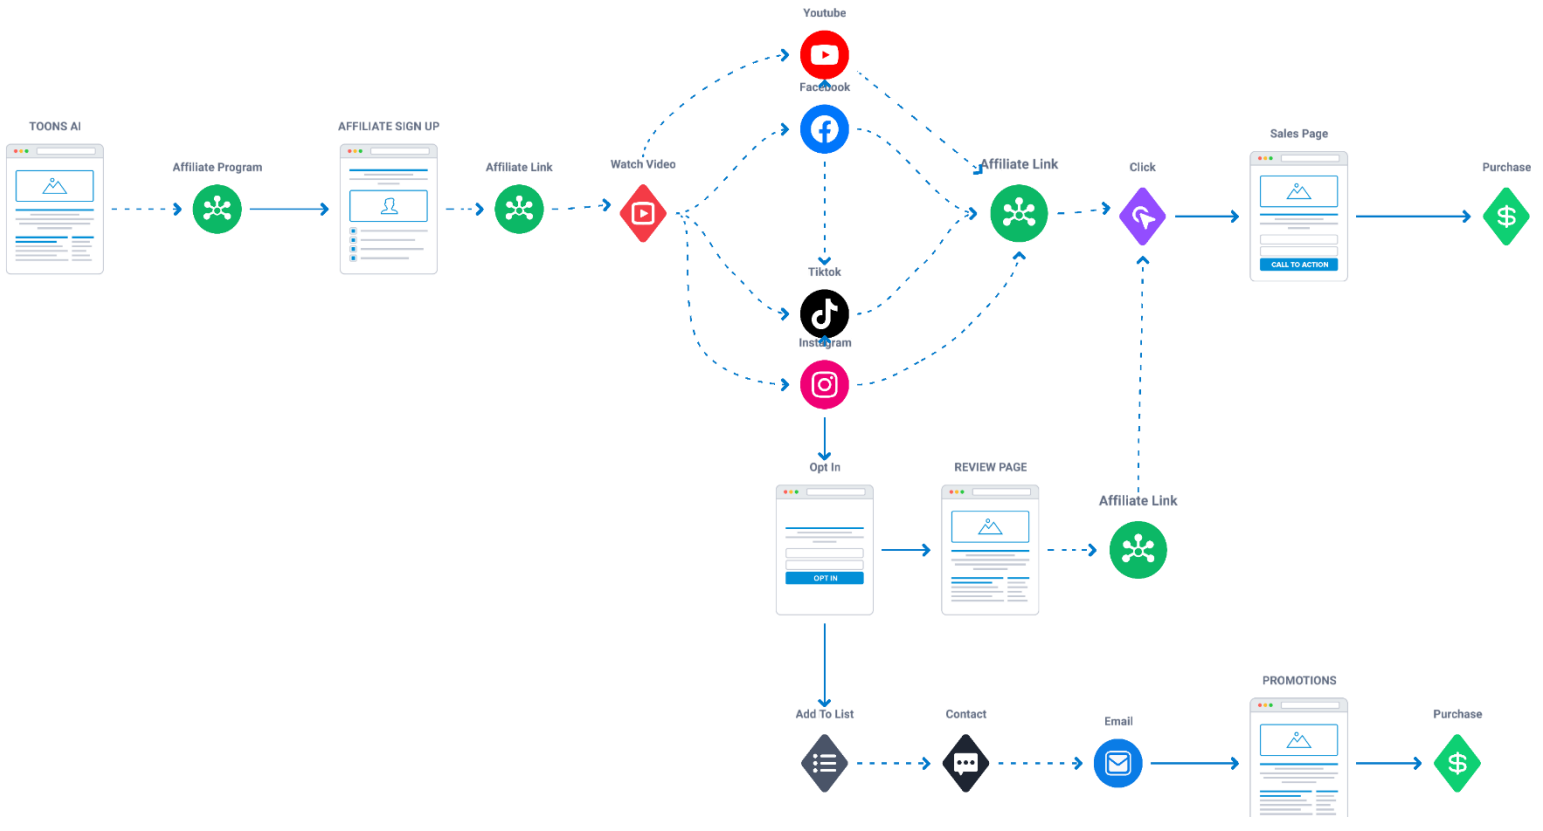 Youtube
Facebook
TOONS AI
AFFILIATE SIGN UP
Affiliate Program
Affiliate Link
Watch Video
Affiliate Link
Click
Sales Page
CALL TO ACTION
Purchase
Tiktok
Instagram
Opt In
OPT IN
REVIEW PAGE
Affiliate Link
Add To List
Contact
Email
PROMOTIONS
Purchase